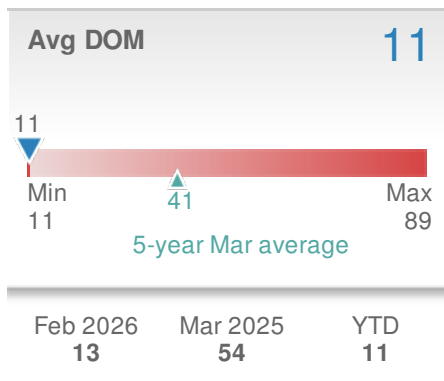 Avg DOM 11
11
Min Max
11 41 89
5-year Mar average
Feb 2026 Mar 2025 YTD
13 54 11